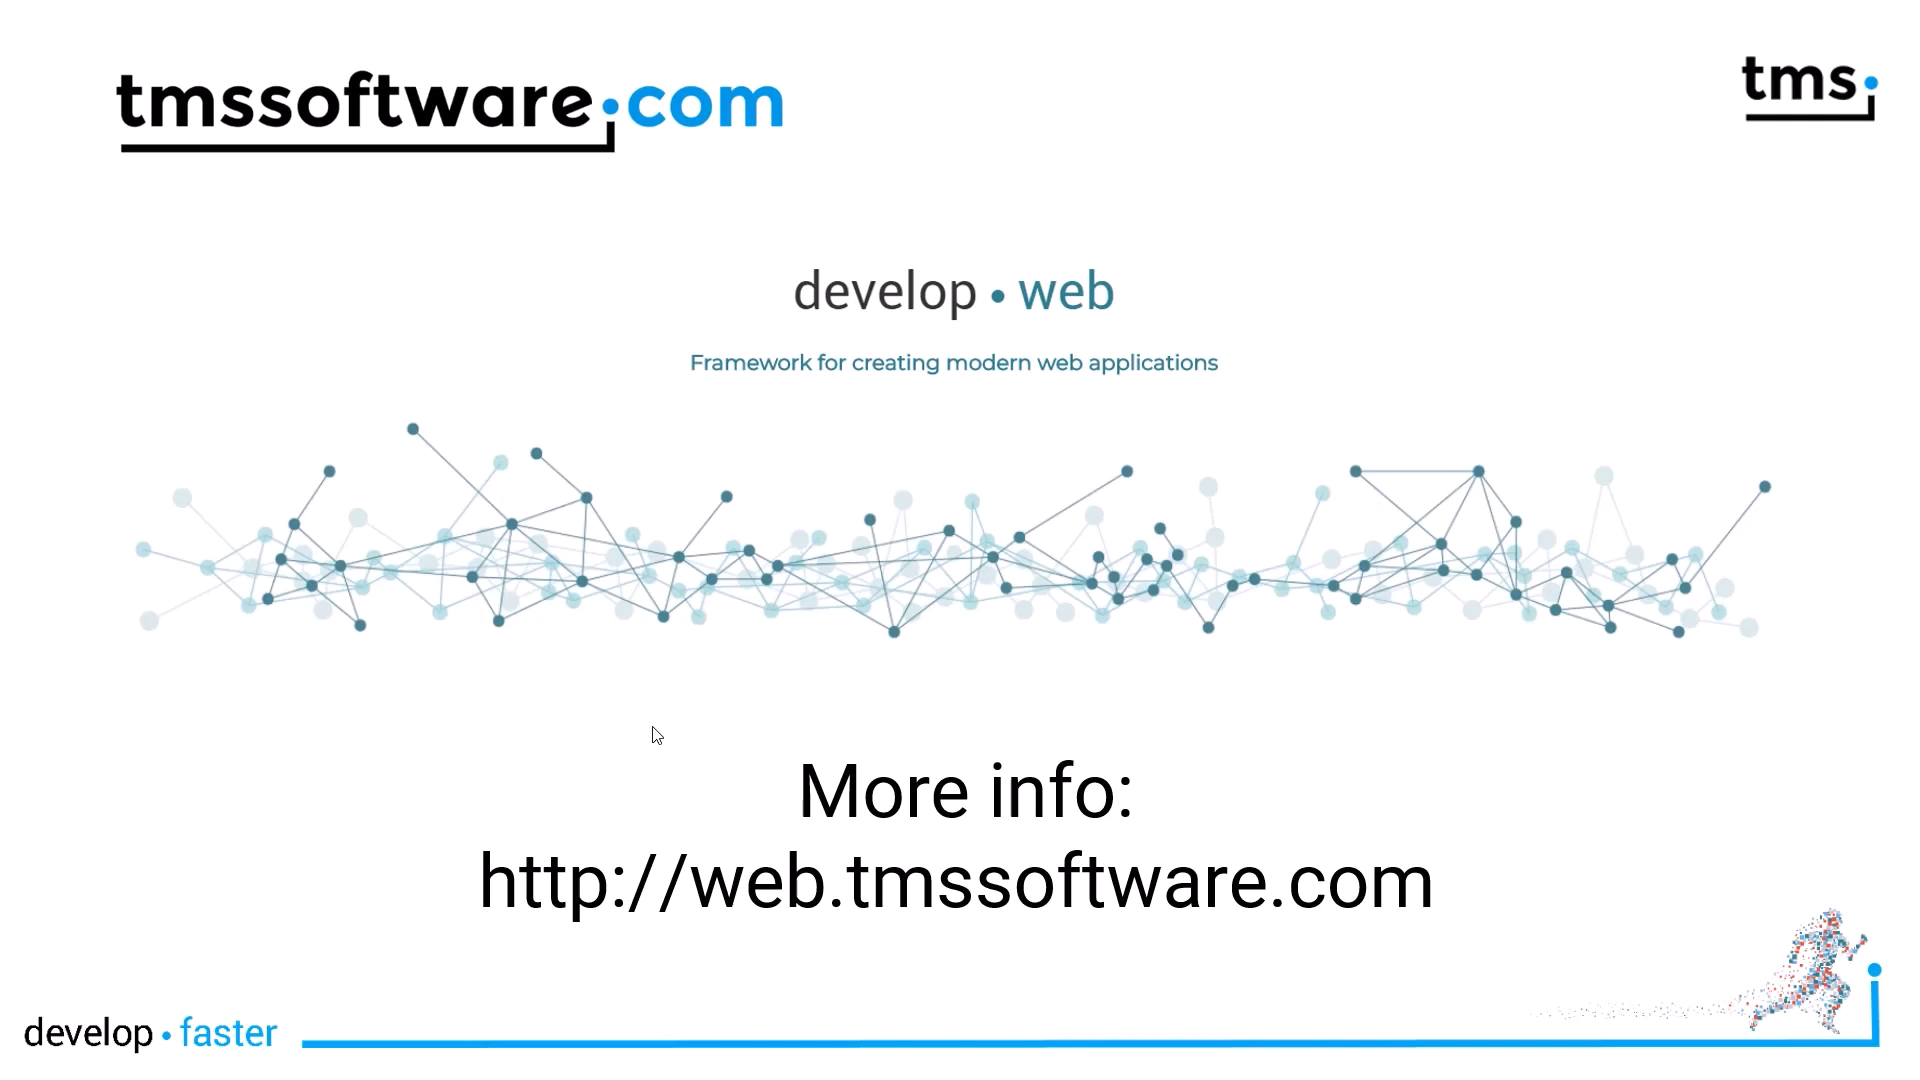 tmssoftware.com
tms
develop • web
Framework for creating modern web applications
More info:
http://web.tmssoftware.com
develop • faster